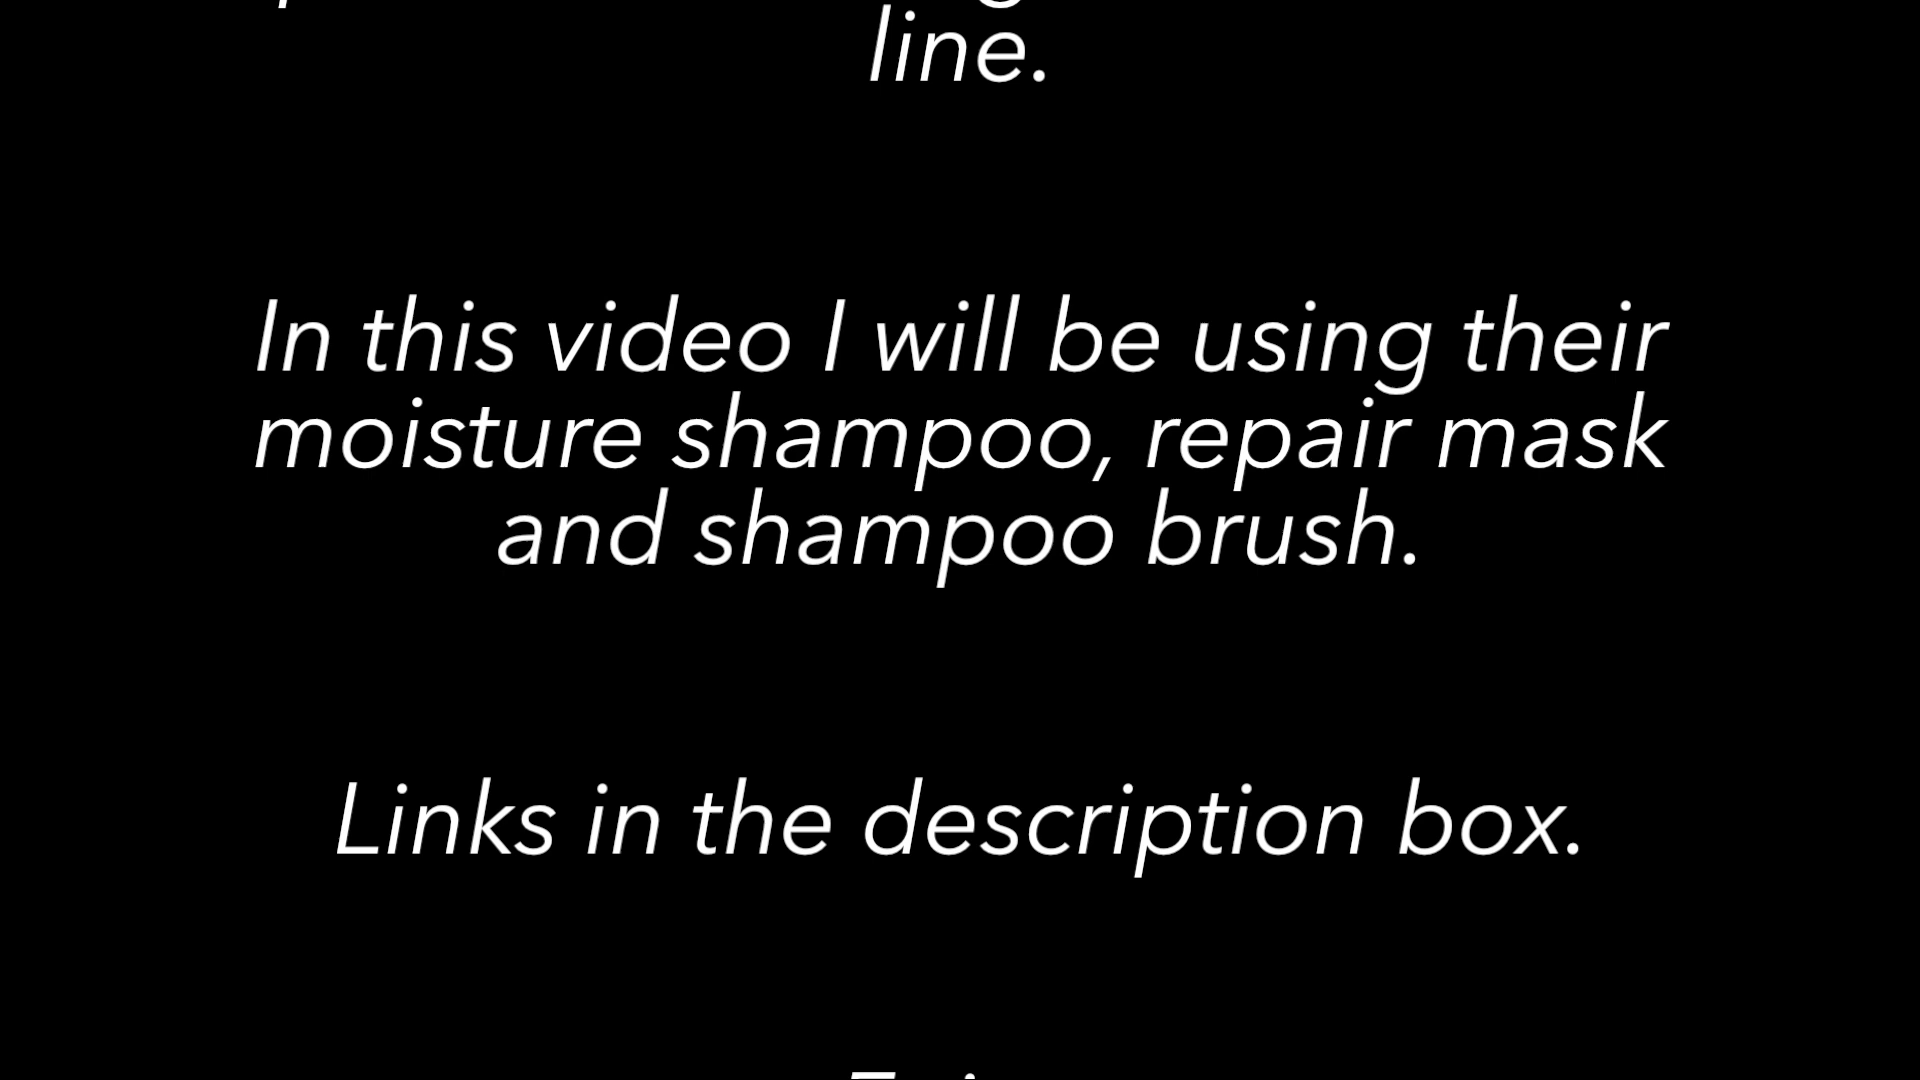 line.
In this video I will be using their
moisture shampoo, repair mask
and shampoo brush.
Links in the description box.